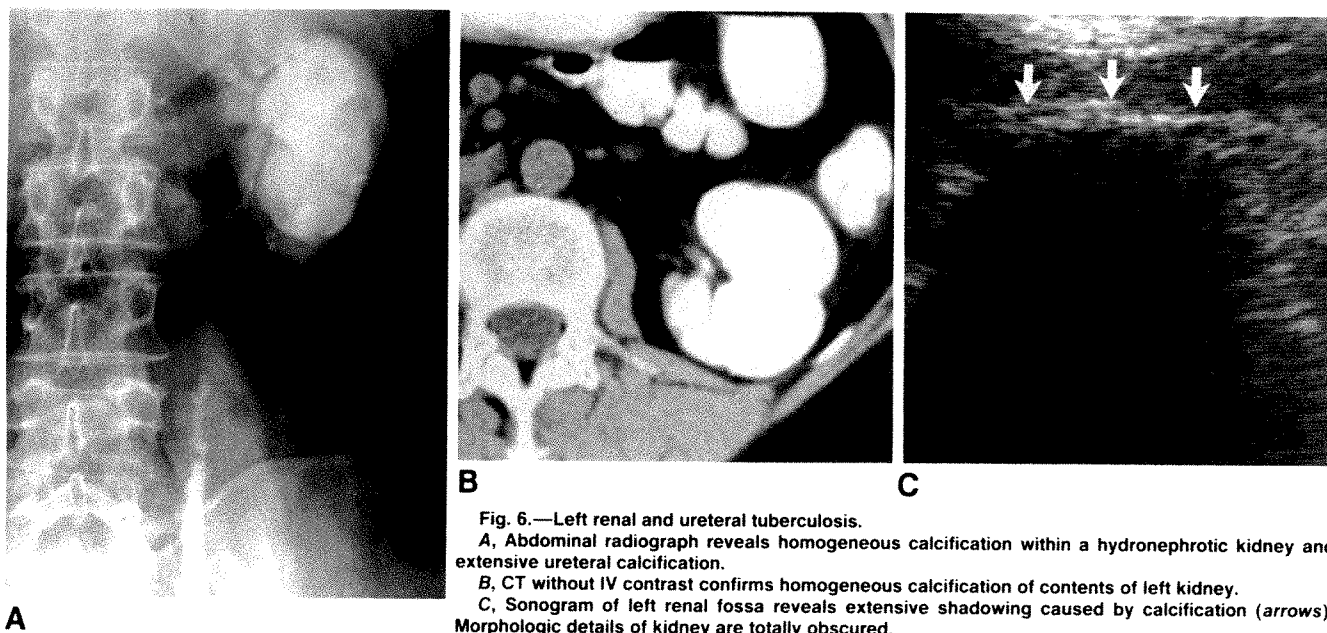 A
B
C
Fig. 6.—Left renal and ureteral tuberculosis.
A, Abdominal radiograph reveals homogeneous calcification within a hydronephrotic kidney and
extensive ureteral calcification.
B, CT without IV contrast confirms homogeneous calcification of contents of left kidney.
C, Sonogram of left renal fossa reveals extensive shadowing caused by calcification (arrows)
Morphologic details of kidney are totally obscured.